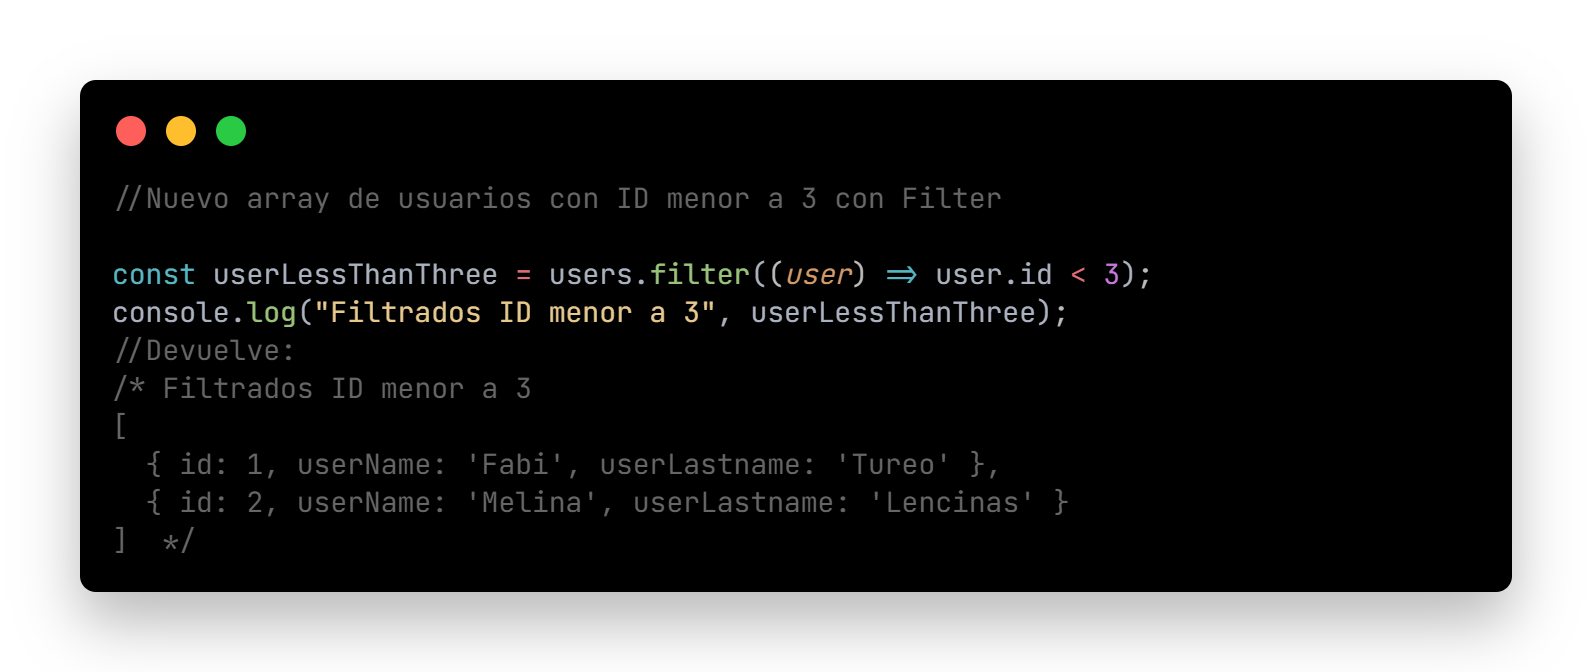 //Nuevo array de usuarios con ID menor a 3 con Filter
const userLessThanThree = users.filter((user) => user.id < 3);
console.log("Filtrados ID menor a 3", userLessThanThree);
//Devuelve:
/* Filtrados ID menor a 3
[
  { id: 1, userName: 'Fabi', userLastname: 'Tureo' },
  { id: 2, userName: 'Melina', userLastname: 'Lencinas' }
]  */